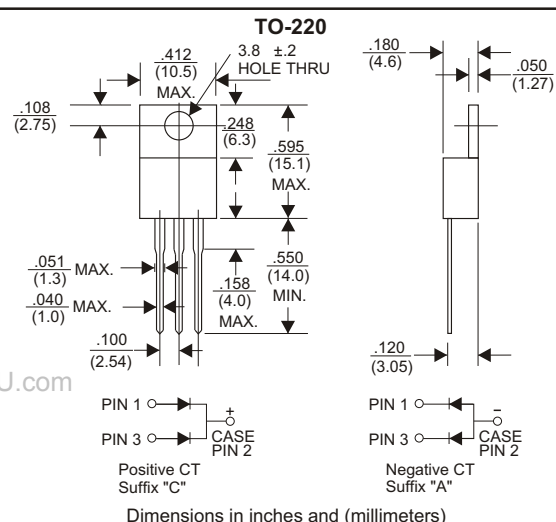 TO-220
.412
(10.5)
MAX.
3.8 ±.2
HOLE THRU
.180
(4.6)
.050
(1.27)
.108
(2.75)
.248
(6.3)
.595
(15.1)
MAX.
.051
(1.3)
MAX.
.550
(14.0)
MIN.
.158
(4.0)
MAX.
.040
(1.0)
MAX.
.100
(2.54)
.120
(3.05)
U.com
PIN 1
+
PIN 3
CASE
PIN 2
Positive CT
Suffix "C"
PIN 1
−
PIN 3
CASE
PIN 2
Negative CT
Suffix "A"
Dimensions in inches and (millimeters)